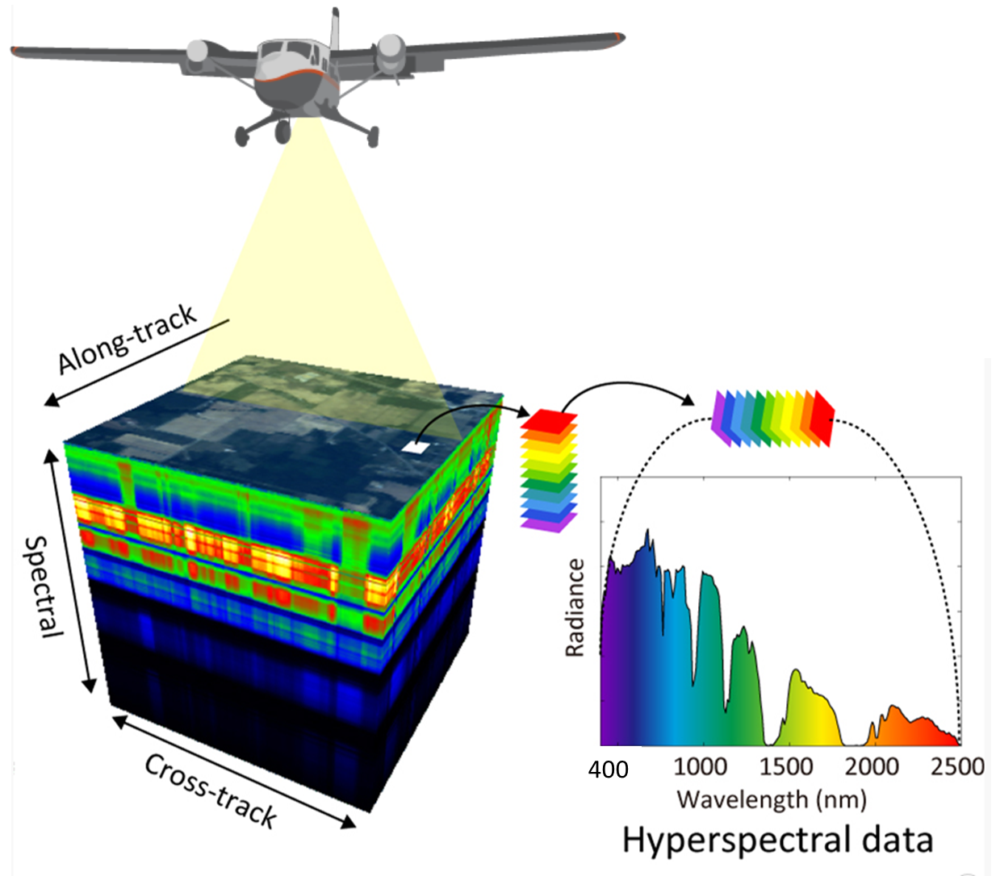 Along-track
Spectral
Cross-track
Radiance
400 1000 1500 2000 2500
Wavelength (nm)
Hyperspectral data